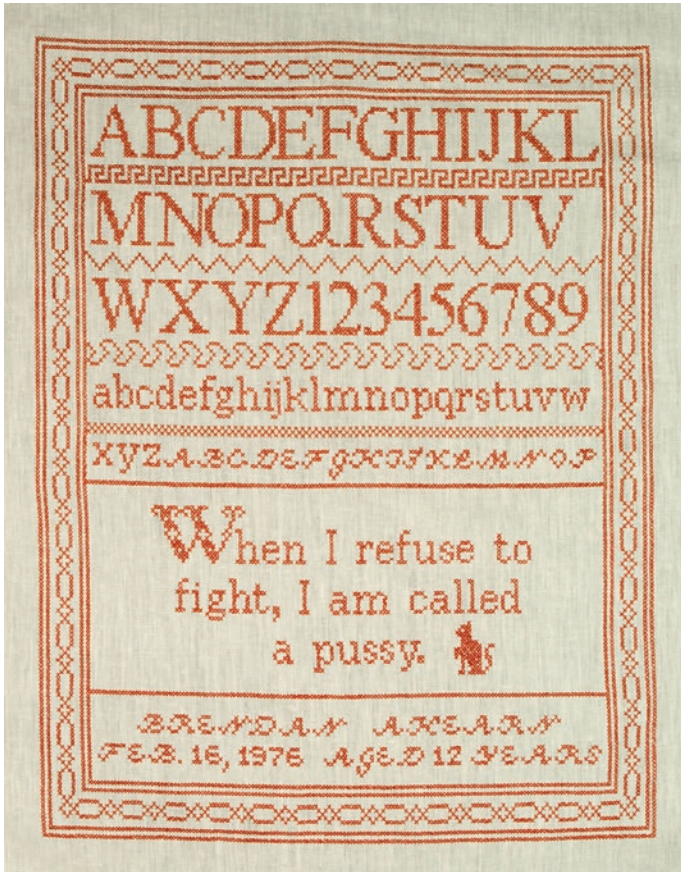 ABCDEFGHIJKL
MNOPQRSTUV
WXYZ123456789
abcdefghijklmnopqrstuvw
xyzABCDEFGHIJKLMNOP
When I refuse to
fight, I am called
a pussy.
BRENDAN AHEARN
FEB. 16, 1976 AGED 12 YEARS